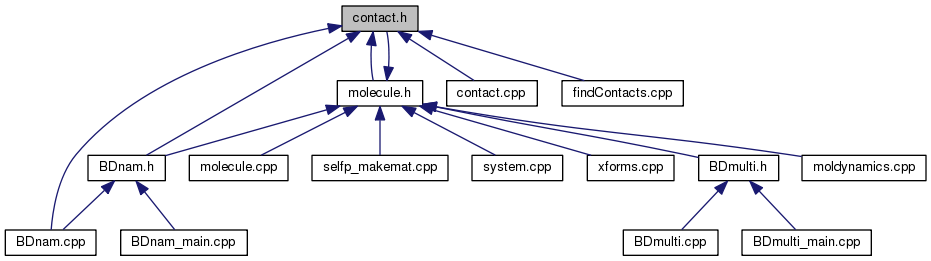 contact.h
molecule.h
contact.cpp
findContacts.cpp
BDnam.h
molecule.cpp
selfp_makemat.cpp
system.cpp
xforms.cpp
BDmulti.h
moldynamics.cpp
BDnam.cpp
BDnam_main.cpp
BDmulti.cpp
BDmulti_main.cpp